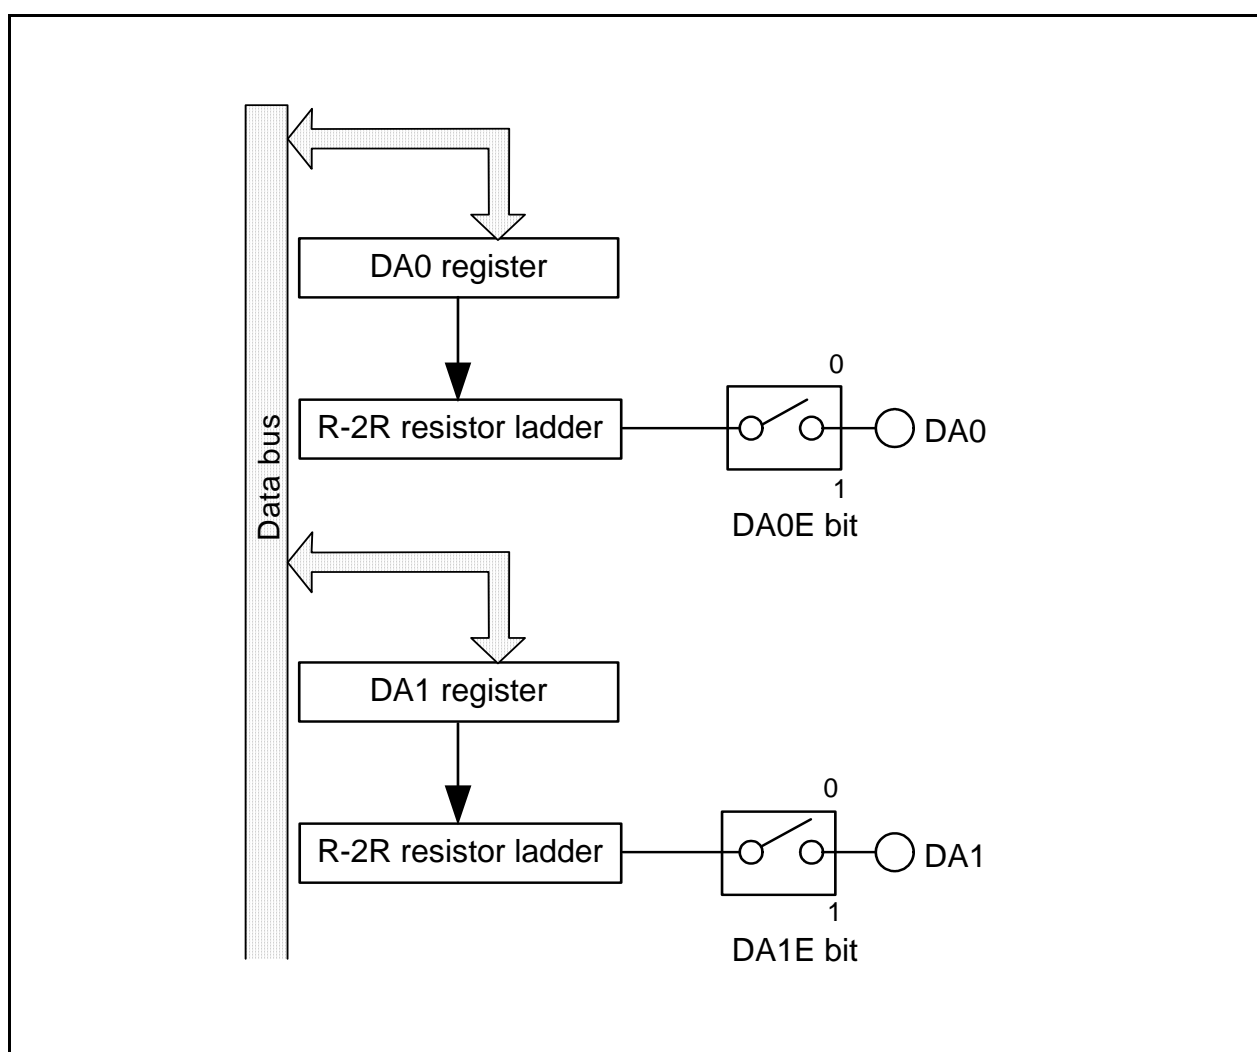 Data bus
DA0 register
R-2R resistor ladder
0
1
DA0E bit
DA0
DA1 register
R-2R resistor ladder
0
1
DA1E bit
DA1